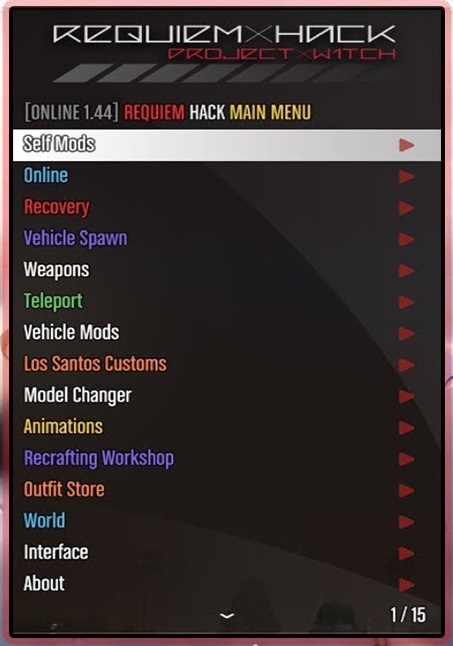 REQUIEM X HACK
PROJECT X W1TCH
[ONLINE 1.44] REQUIEM HACK MAIN MENU
Self Mods
Online
Recovery
Vehicle Spawn
Weapons
Teleport
Vehicle Mods
Los Santos Customs
Model Changer
Animations
Recrafting Workshop
Outfit Store
World
Interface
About
1 / 15